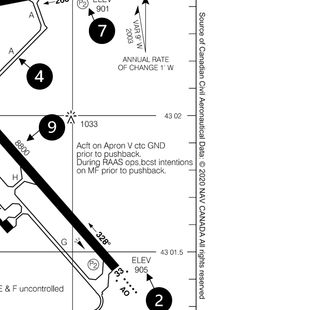 ELEV
901
7
VAR 9° W
2003
A
A
4
ANNUAL RATE
OF CHANGE 1' W
43 02
9
1033
8800
Acft on Apron V ctc GND
prior to pushback.
During RAAS ops.bcst intentions
on MF prior to pushback.
H
328°
G
43 01.5
ELEV
905
33
2
E & F uncontrolled
Source of Canadian Civil Aeronautical Data: © 2020 NAV CANADA All rights reserved